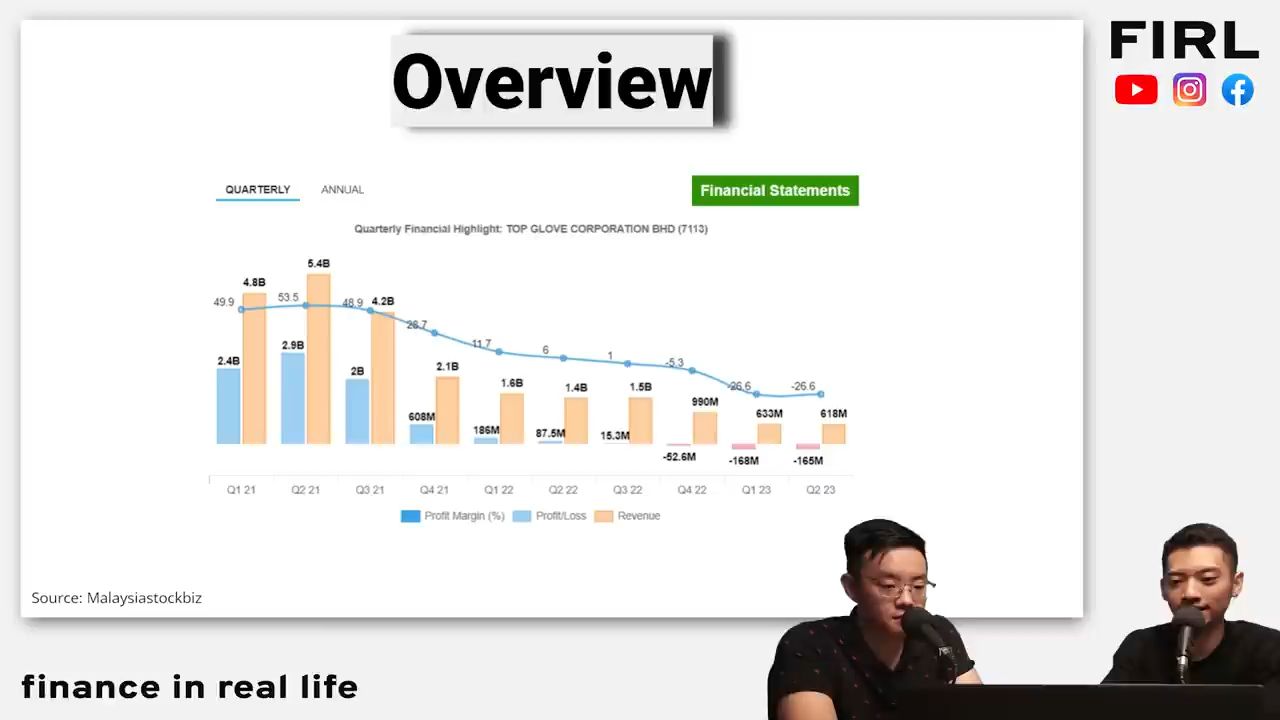 Overview
FIRL
QUARTERLY ANNUAL
Financial Statements
Quarterly Financial Highlight: TOP GLOVE CORPORATION BHD (7113)
49.9 53.5 48.9 28.7 11.7 6 1 -5.3 -26.6 -26.6
4.8B 5.4B 4.2B 2.1B 1.6B 1.4B 1.5B 990M 633M 618M
2.4B 2.9B 2B 608M 186M 87.5M 15.3M -52.6M -168M -165M
Q1 21 Q2 21 Q3 21 Q4 21 Q1 22 Q2 22 Q3 22 Q4 22 Q1 23 Q2 23
Profit Margin (%) Profit/Loss Revenue
Source: Malaysiastockbiz
finance in real life